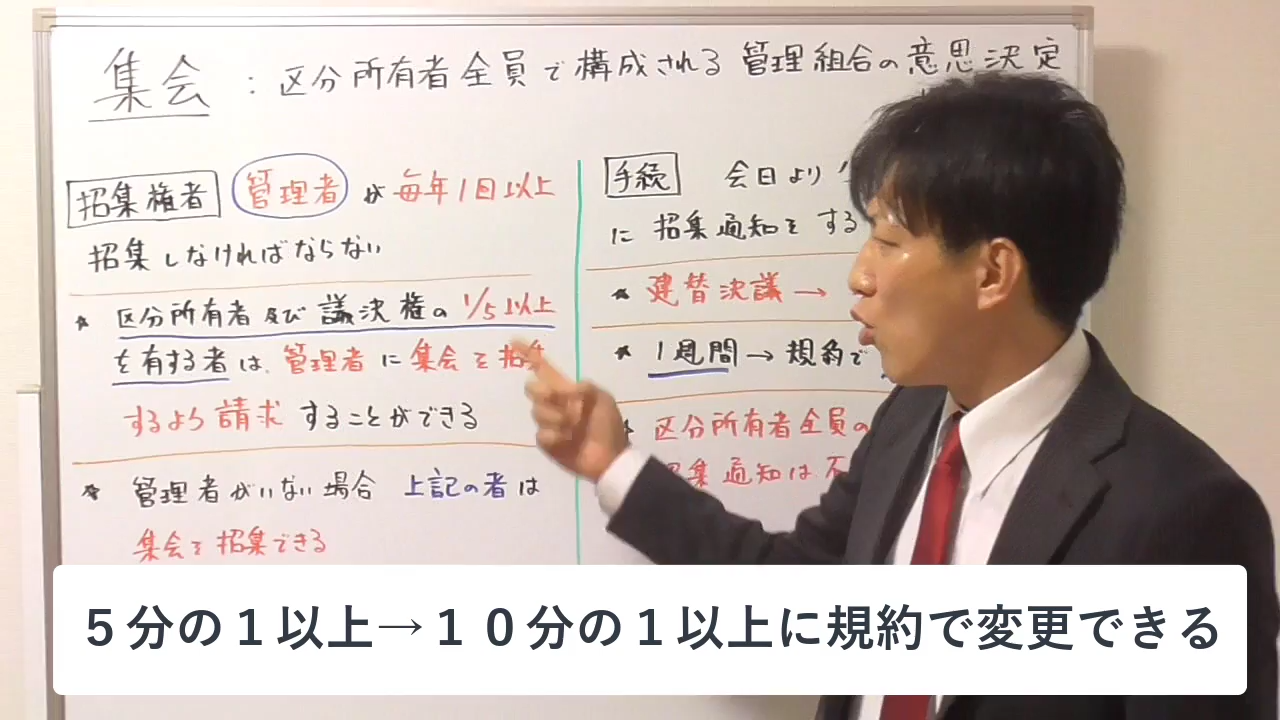 集会：区分所有者全員で構成される管理組合の意思決定
招集権者 管理者が毎年1回以上
招集しなければならない
★ 区分所有者及び議決権の1/5以上
を有する者は、管理者に集会を招集
するよう請求することができる
★ 管理者がいない場合 上記の者は
集会を招集できる
手続 会日より
に招集通知をする
★ 建替決議→
★ 1週間→規約で
区分所有者全員の
招集通知は不
５分の１以上→１０分の１以上に規約で変更できる